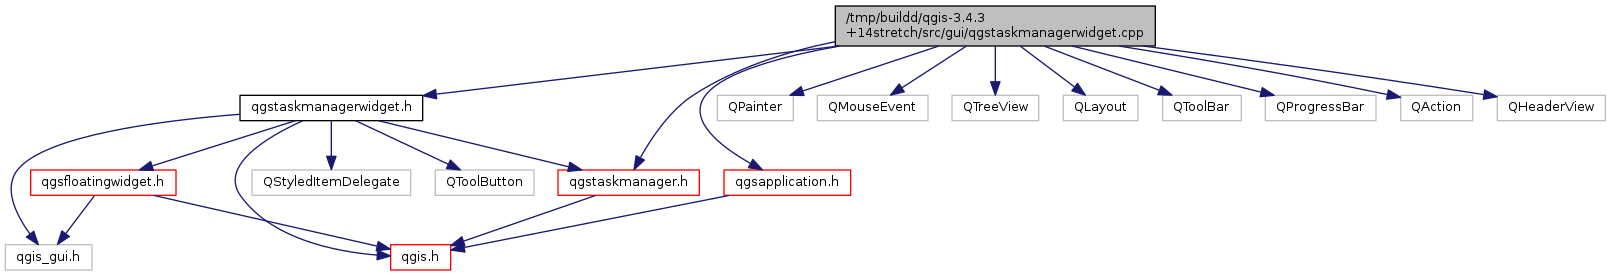 /tmp/buildd/qgis-3.4.3
+14stretch/src/gui/qgstaskmanagerwidget.cpp
qgstaskmanagerwidget.h
QPainter
QMouseEvent
QTreeView
QLayout
QToolBar
QProgressBar
QAction
QHeaderView
qgsfloatingwidget.h
QStyledItemDelegate
QToolButton
qgstaskmanager.h
qgsapplication.h
qgis_gui.h
qgis.h